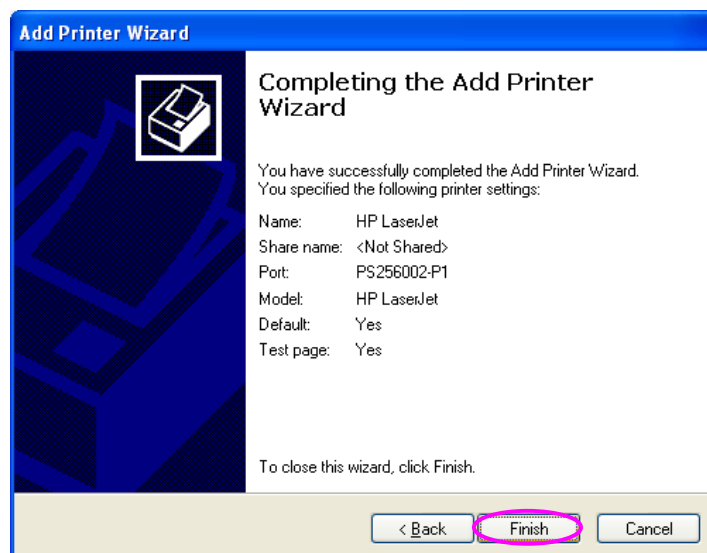 Add Printer Wizard
Completing the Add Printer
Wizard
You have successfully completed the Add Printer Wizard.
You specified the following printer settings:
Name: HP LaserJet
Share name: <Not Shared>
Port: PS256002-P1
Model: HP LaserJet
Default: Yes
Test page: Yes
To close this wizard, click Finish.
< Back Finish Cancel